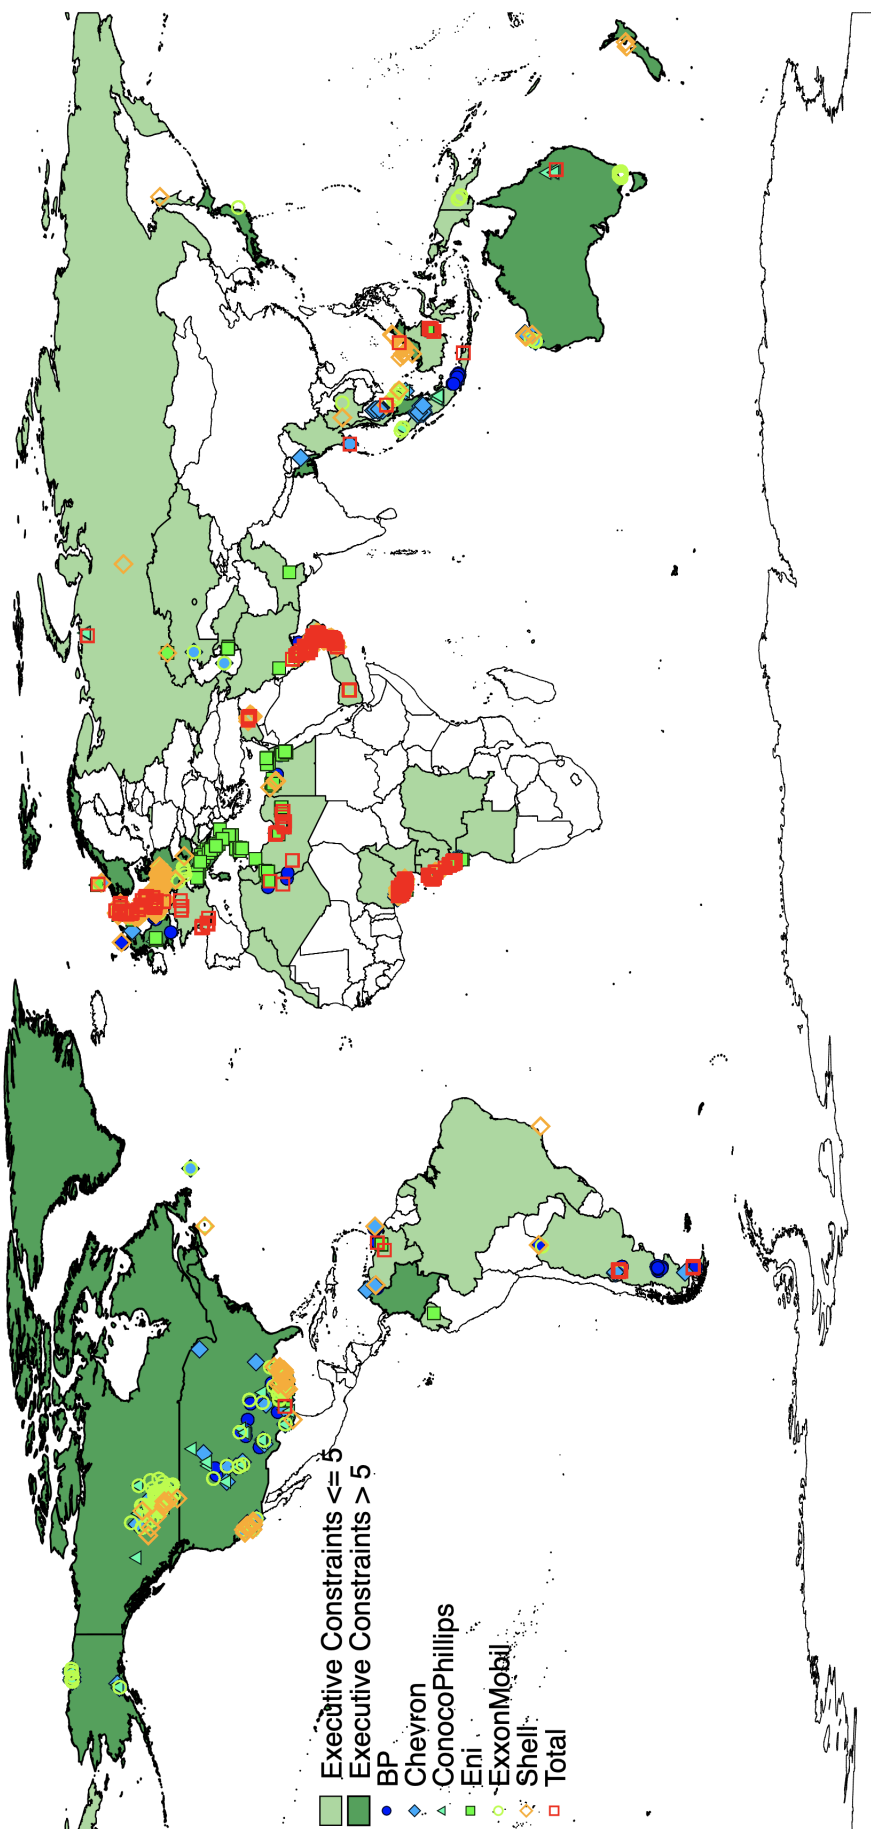 Executive Constraints <= 5
Executive Constraints > 5
BP
Chevron
ConocoPhillips
Eni
ExxonMobil
Shell
Total